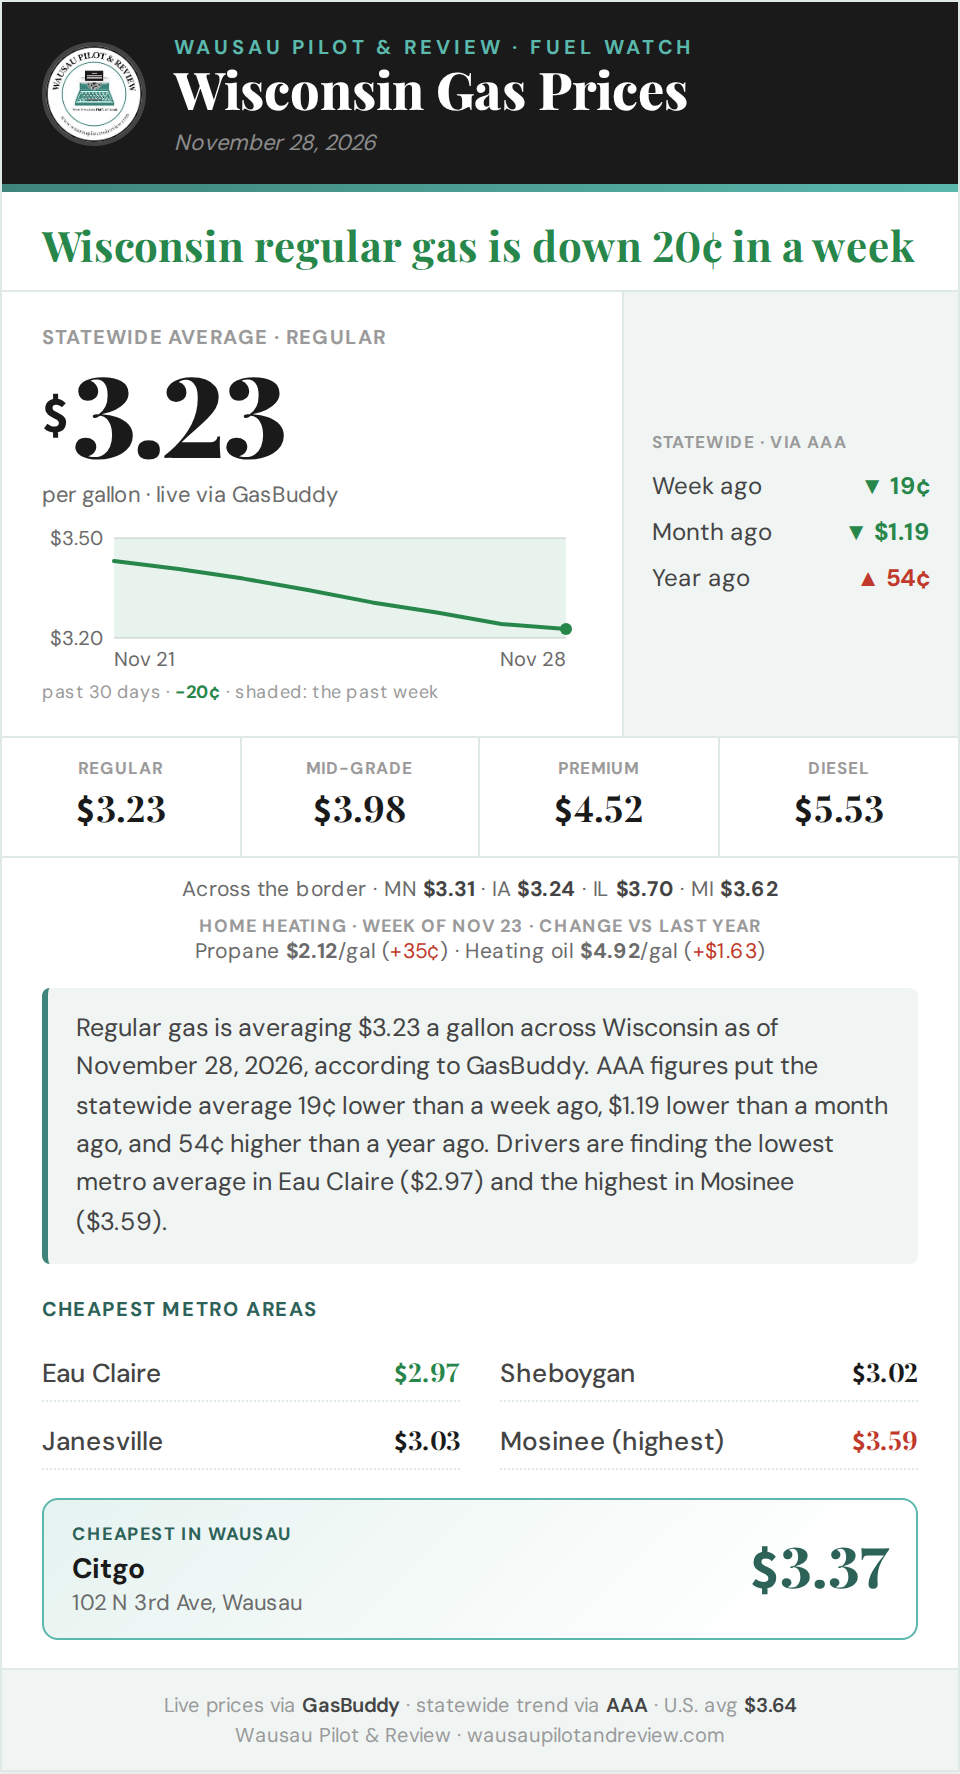 WAUSAU PILOT & REVIEW
www.wausaupilotandreview.com
WAUSAU PILOT & REVIEW · FUEL WATCH
Wisconsin Gas Prices
November 28, 2026
Wisconsin regular gas is down 20¢ in a week
STATEWIDE AVERAGE · REGULAR
$3.23
per gallon · live via GasBuddy
$3.50
$3.20
Nov 21 Nov 28
past 30 days · -20¢ · shaded: the past week
STATEWIDE · VIA AAA
Week ago ▼ 19¢
Month ago ▼ $1.19
Year ago ▲ 54¢
REGULAR MID-GRADE PREMIUM DIESEL
$3.23 $3.98 $4.52 $5.53
Across the border · MN $3.31 · IA $3.24 · IL $3.70 · MI $3.62
HOME HEATING · WEEK OF NOV 23 · CHANGE VS LAST YEAR
Propane $2.12/gal (+35¢) · Heating oil $4.92/gal (+$1.63)
Regular gas is averaging $3.23 a gallon across Wisconsin as of
November 28, 2026, according to GasBuddy. AAA figures put the
statewide average 19¢ lower than a week ago, $1.19 lower than a month
ago, and 54¢ higher than a year ago. Drivers are finding the lowest
metro average in Eau Claire ($2.97) and the highest in Mosinee
($3.59).
CHEAPEST METRO AREAS
Eau Claire $2.97 Sheboygan $3.02
Janesville $3.03 Mosinee (highest) $3.59
CHEAPEST IN WAUSAU
Citgo
102 N 3rd Ave, Wausau
$3.37
Live prices via GasBuddy · statewide trend via AAA · U.S. avg $3.64
Wausau Pilot & Review · wausaupilotandreview.com